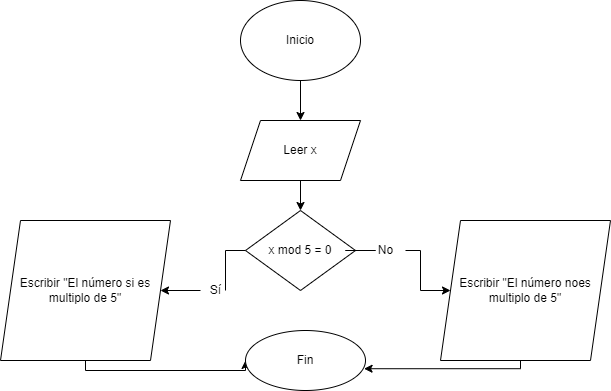 Inicio
Leer x
x mod 5 = 0
No
Sí
Escribir "El número si es
multiplo de 5"
Escribir "El número noes
multiplo de 5"
Fin